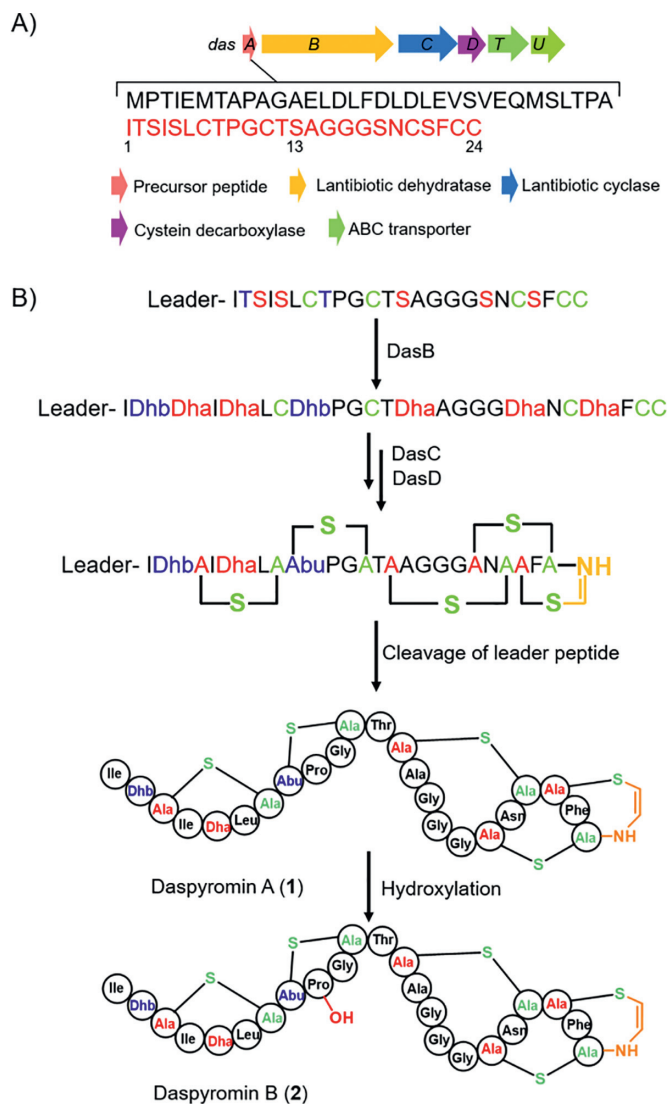 A)
das A B C D T U
MPTIEMTAPAGAELDLFDLDLEVSVEQMSLTPA
ITSISLCTPGCTSAGGGSNCSFCC
1 13 24
Precursor peptide Lantibiotic dehydratase Lantibiotic cyclase
Cystein decarboxylase ABC transporter
B)
Leader- ITSISLCTPGCTSAGGGSNCSFCC
DasB
Leader- IDhbDhaIDhaLCDhbPGCTDhaAGGGDhaNCDhaFCC
DasC
DasD
S S
Leader- IDhbAIDhaLAAbuPGATAAGGGANAAFA NH
S S S
Cleavage of leader peptide
Ile Dhb Ala Ile Dha Leu Ala Abu Pro Gly Ala Thr Ala Ala Gly Gly Gly Ala Asn Ala Ala Phe Ala NH
S S S S S
Daspyromin A (1)
Hydroxylation
Ile Dhb Ala Ile Dha Leu Ala Abu Pro Gly Ala Thr Ala Ala Gly Gly Gly Ala Asn Ala Ala Phe Ala NH
S S S S S
OH
Daspyromin B (2)